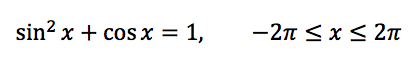 sin² x + cos x = 1, −2π ≤ x ≤ 2π